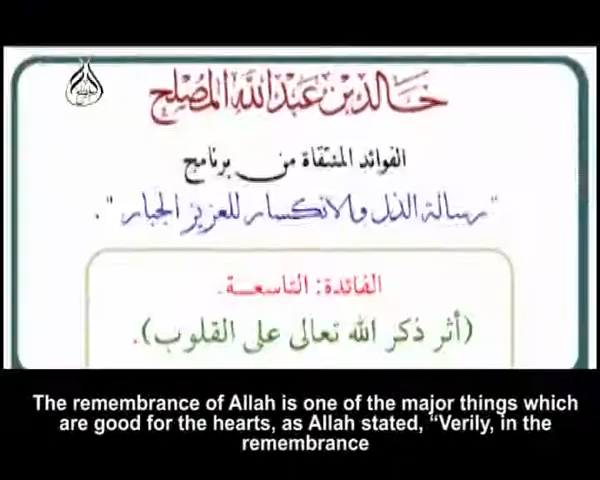 خالد بن عبد الله المصلح
الفوائد المنتقاة من برنامج
"رسالة الذل والانكسار للعزيز الجبار".
الفائدة: التاسعة.
(أثر ذكر الله تعالى على القلوب).
The remembrance of Allah is one of the major things which
are good for the hearts, as Allah stated, “Verily, in the
remembrance